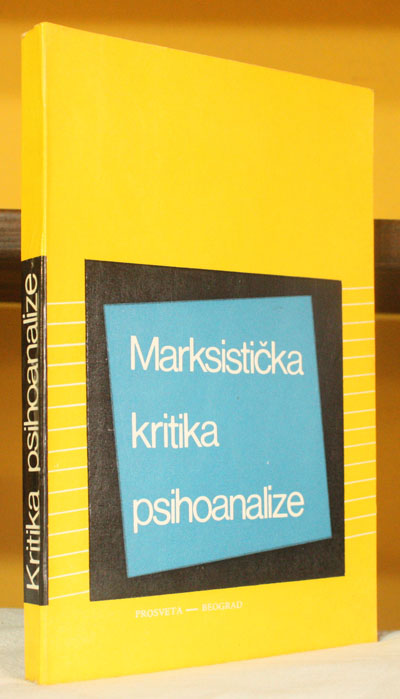 Kritika psihoanalize
Marksistička
kritika
psihoanalize
PROSVETA — BEOGRAD